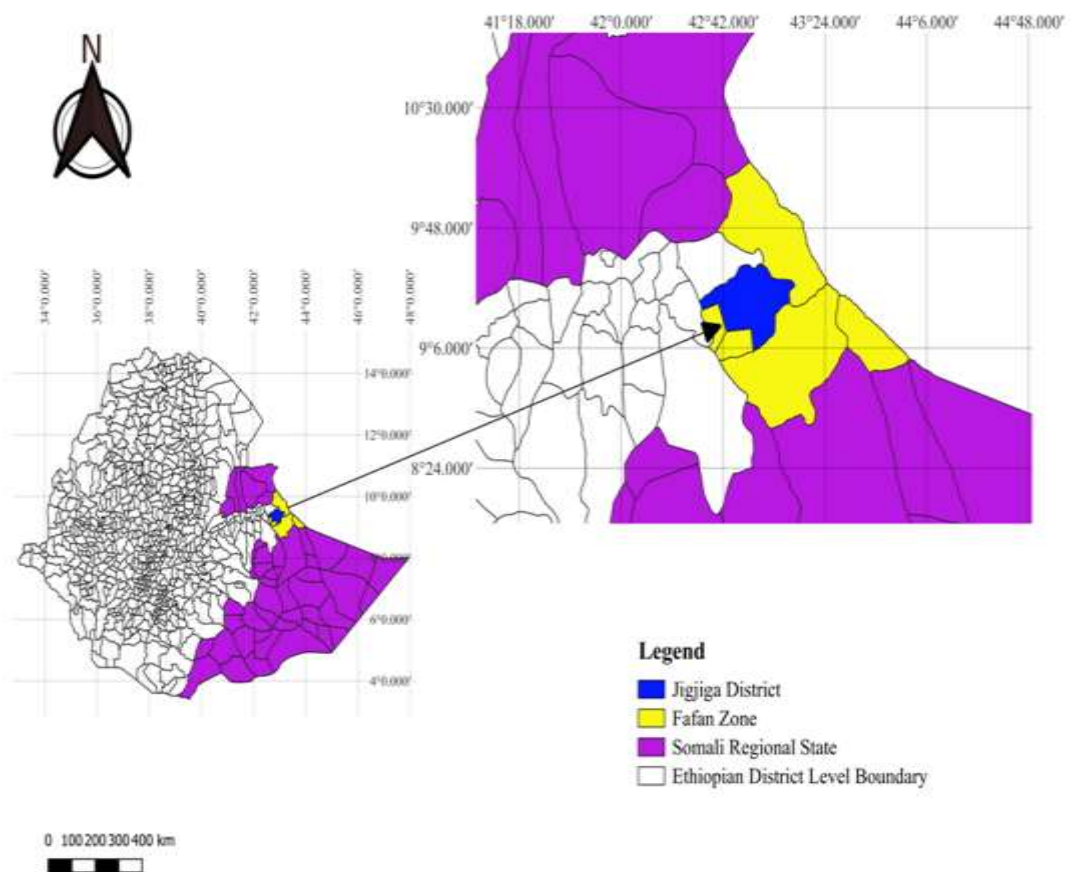 N
41°18.000' 42°0.000' 42°42.000' 43°24.000' 44°6.000' 44°48.000'
10°30.000'
9°48.000'
9°6.000'
8°24.000'
34°0.000' 36°0.000' 38°0.000' 40°0.000' 42°0.000' 44°0.000' 46°0.000' 48°0.000'
14°0.000'
12°0.000'
10°0.000'
6°0.000'
4°0.000'
Legend
Jigjiga District
Fafan Zone
Somali Regional State
Ethiopian District Level Boundary
0 100 200 300 400 km